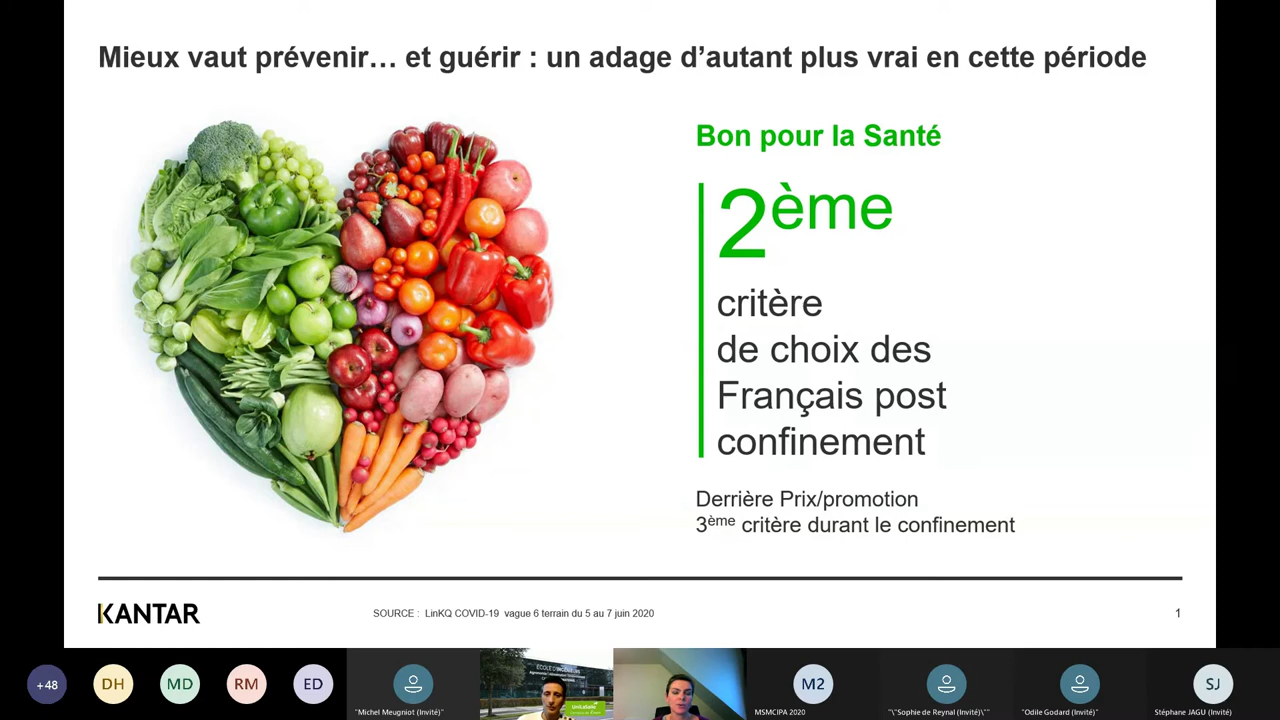 Mieux vaut prévenir… et guérir : un adage d’autant plus vrai en cette période
Bon pour la Santé
2ème
critère
de choix des
Français post
confinement
Derrière Prix/promotion
3ème critère durant le confinement
KANTAR
SOURCE : LinKQ COVID-19 vague 6 terrain du 5 au 7 juin 2020
1
+48
DH
MD
RM
ED
"Michel Meugniot (Invité)"
ÉCOLE D'INGÉNIEURS
UniLaSalle
M2
MSMCIPA 2020
"\"Sophie de Reynal (Invité)\""
"Odile Godard (Invité)"
SJ
Stéphane JAGU (Invité)